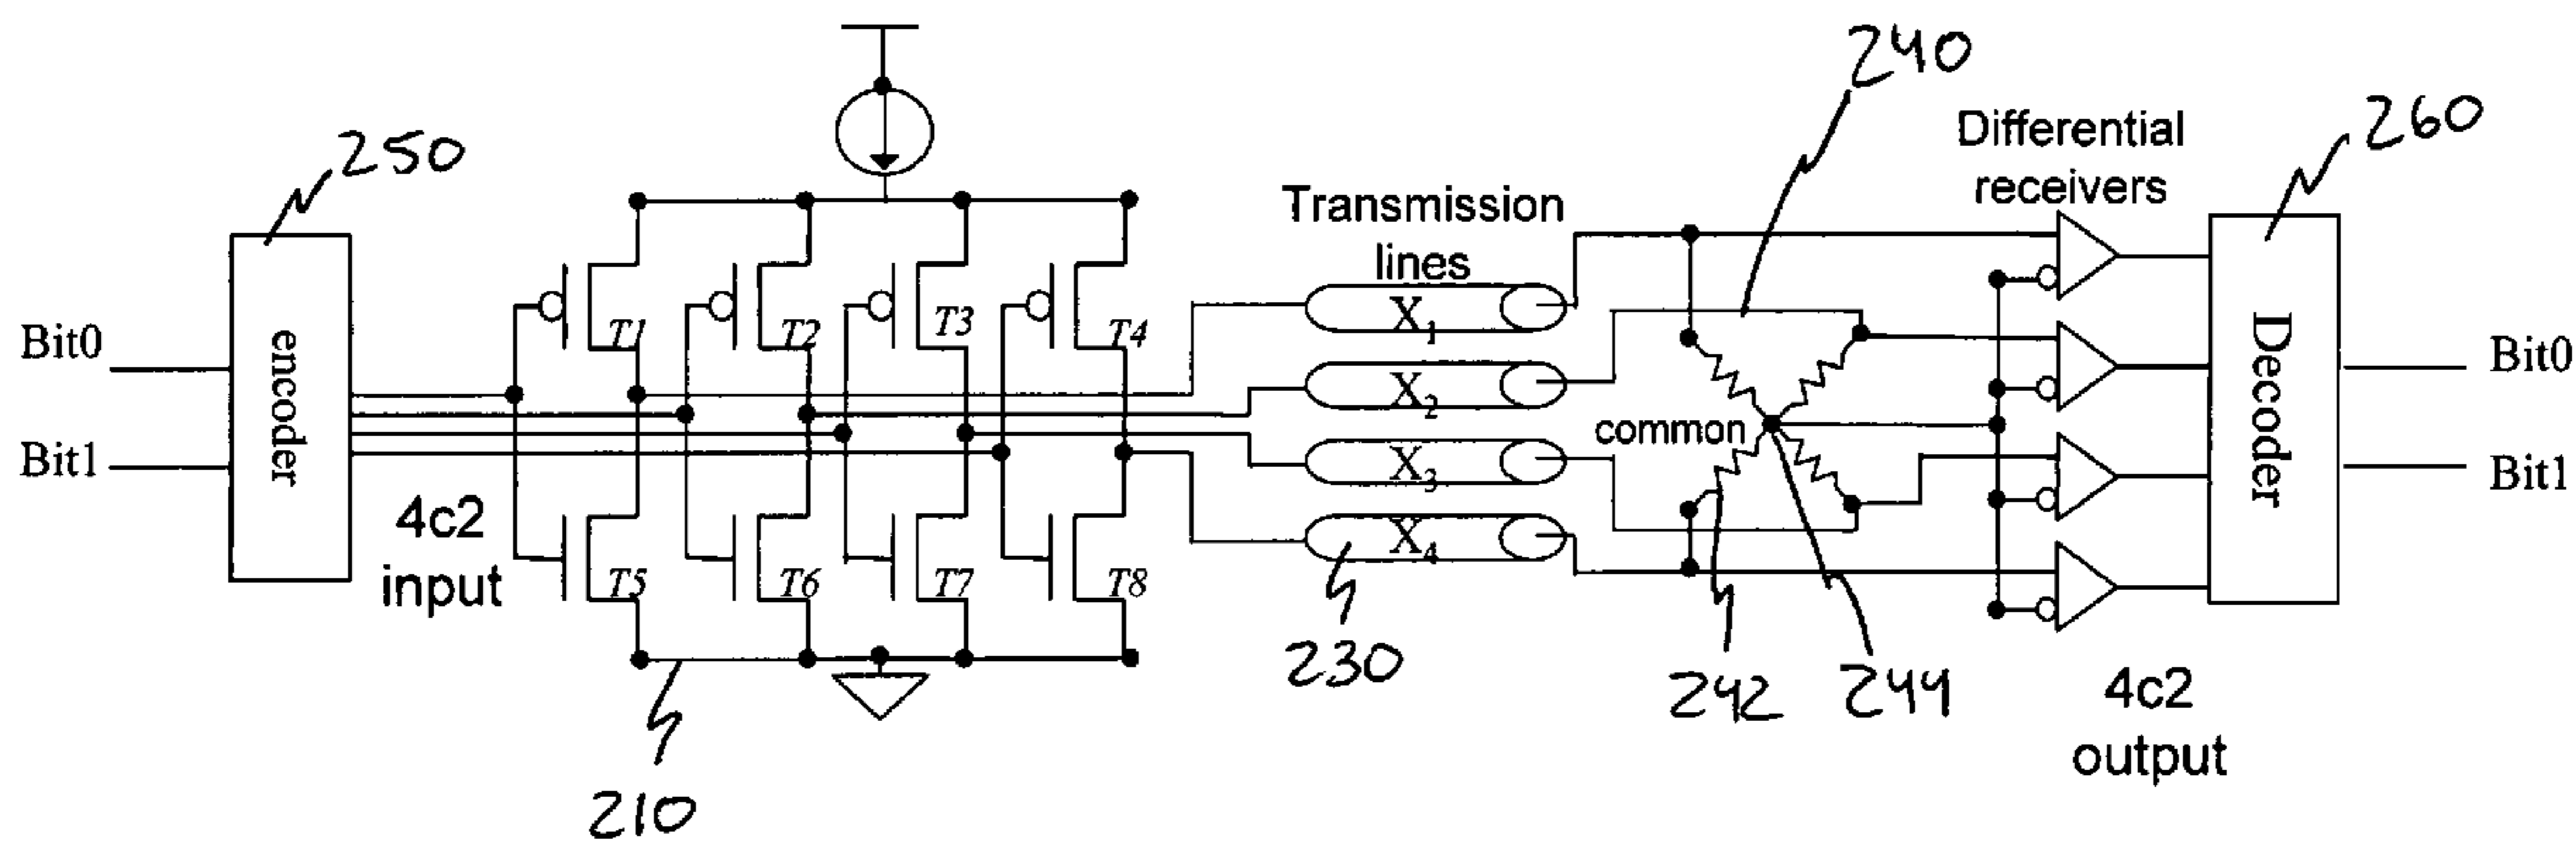 240
Differential
receivers
260
250
Transmission
lines
Bit0
encoder
Bit1
4c2
input
T1
T2
T3
T4
T5
T6
T7
T8
X1
X2
X3
X4
common
Decoder
Bit0
Bit1
230
242
244
4c2
output
210